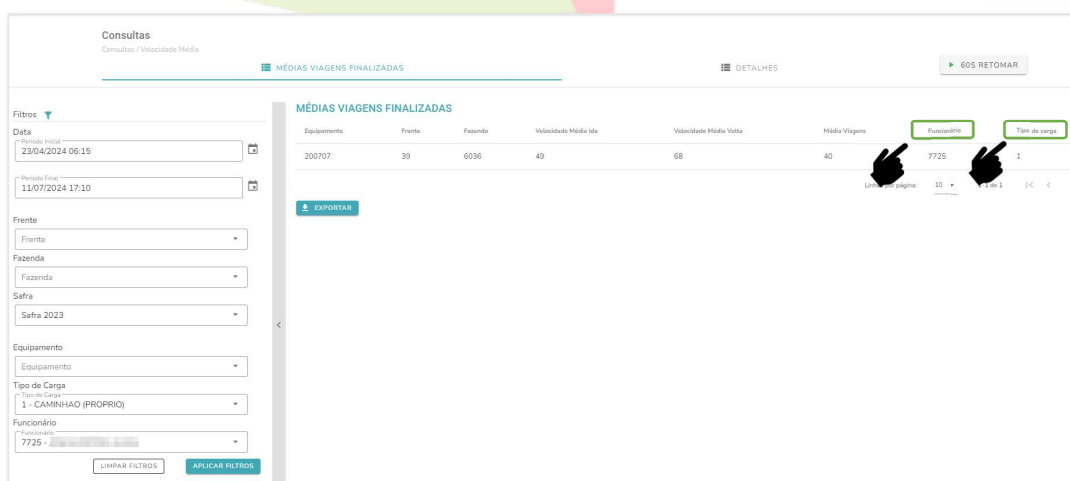 Consultas
Consultas / Velocidade Média
MÉDIAS VIAGENS FINALIZADAS
DETALHES
60S RETOMAR
Filtros
Data
Período Inicial
23/04/2024 06:15
Período Final
11/07/2024 17:10
Frente
Frente
Fazenda
Fazenda
Safra
Safra 2023
Equipamento
Equipamento
Tipo de Carga
Tipo de Carga
1 - CAMINHAO (PROPRIO)
Funcionário
Funcionário
7725 -
LIMPAR FILTROS APLICAR FILTROS
MÉDIAS VIAGENS FINALIZADAS
Equipamento Frente Fazenda Velocidade Média Ida Velocidade Média Volta Média Viagens Funcionário Tipo de carga
200707 39 6036 49 68 40 7725 1
por página: 10 1 de 1
EXPORTAR